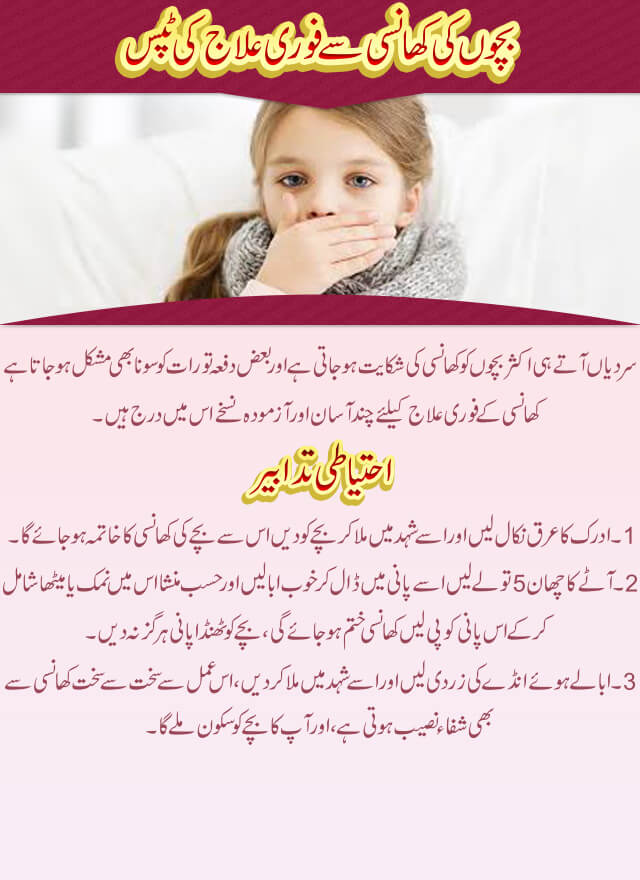 بچوں کی کھانسی سے فوری علاج کی ٹپس
سردیاں آتے ہی اکثر بچوں کو کھانسی کی شکایت ہو جاتی ہے اور بعض دفعہ تو رات کو سونا بھی مشکل ہو جاتا ہے
کھانسی کے فوری علاج کیلئے چند آسان اور آزمودہ نسخے اس میں درج ہیں۔
احتیاطی تدابیر
1۔ ادرک کا عرق نکال لیں اور اسے شہد میں ملا کر بچے کو دیں اس سے بچے کی کھانسی کا خاتمہ ہو جائے گا۔
2۔ آٹے کا چھان 5 تولے لیں اسے پانی میں ڈال کر خوب ابالیں اور حسب منشا اس میں نمک یا میٹھا شامل
کر کے اس پانی کو پی لیں کھانسی ختم ہو جائے گی، بچے کو ٹھنڈا پانی ہرگز نہ دیں۔
3۔ ابالے ہوئے انڈے کی زردی لیں اور اسے شہد میں ملا کر دیں، اس عمل سے سخت سے سخت کھانسی سے
بھی شفاء نصیب ہوتی ہے، اور آپ کا بچے کو سکون ملے گا۔